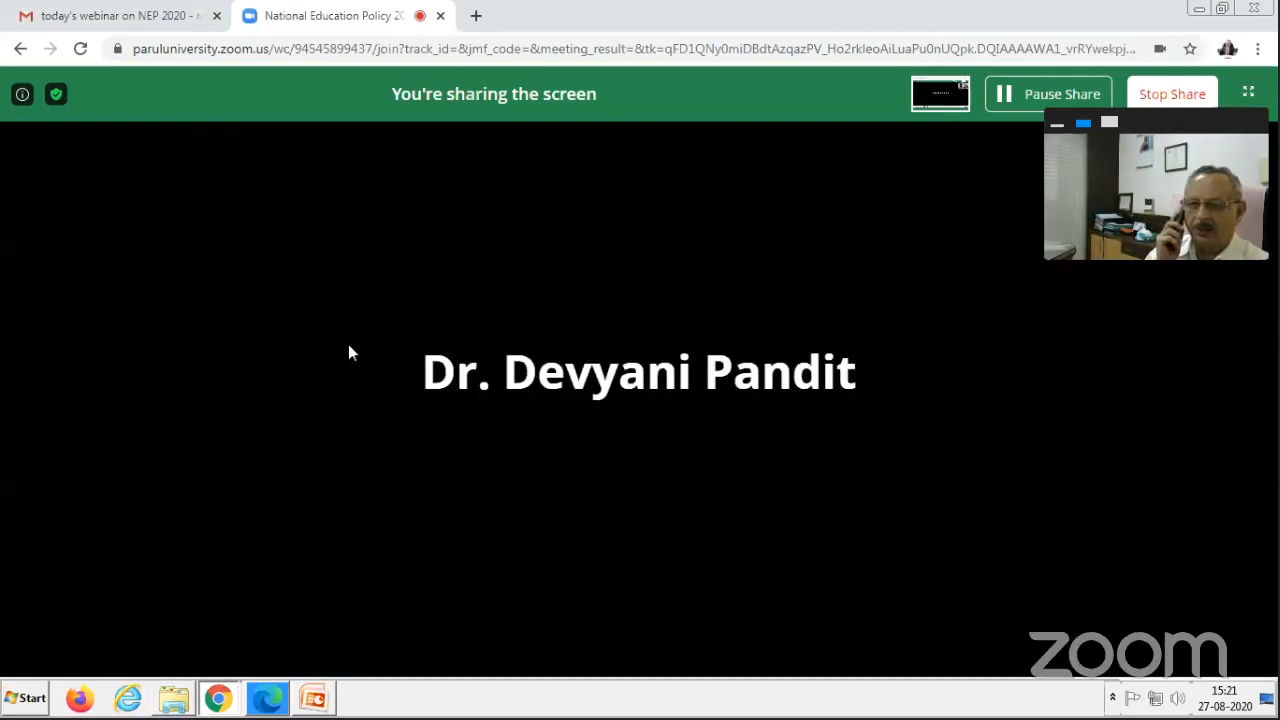 today's webinar on NEP 2020 -
National Education Policy 20
paruluniversity.zoom.us/wc/94545899437/join?track_id=&jmf_code=&meeting_result=&tk=qFD1QNy0miDBdtAzqazPV_Ho2rkleoAiLuaPu0nUQpk.DQIAAAAWA1_vrRYwekpj...
You're sharing the screen
Pause Share
Stop Share
Dr. Devyani Pandit
zoom
Start
15:21
27-08-2020